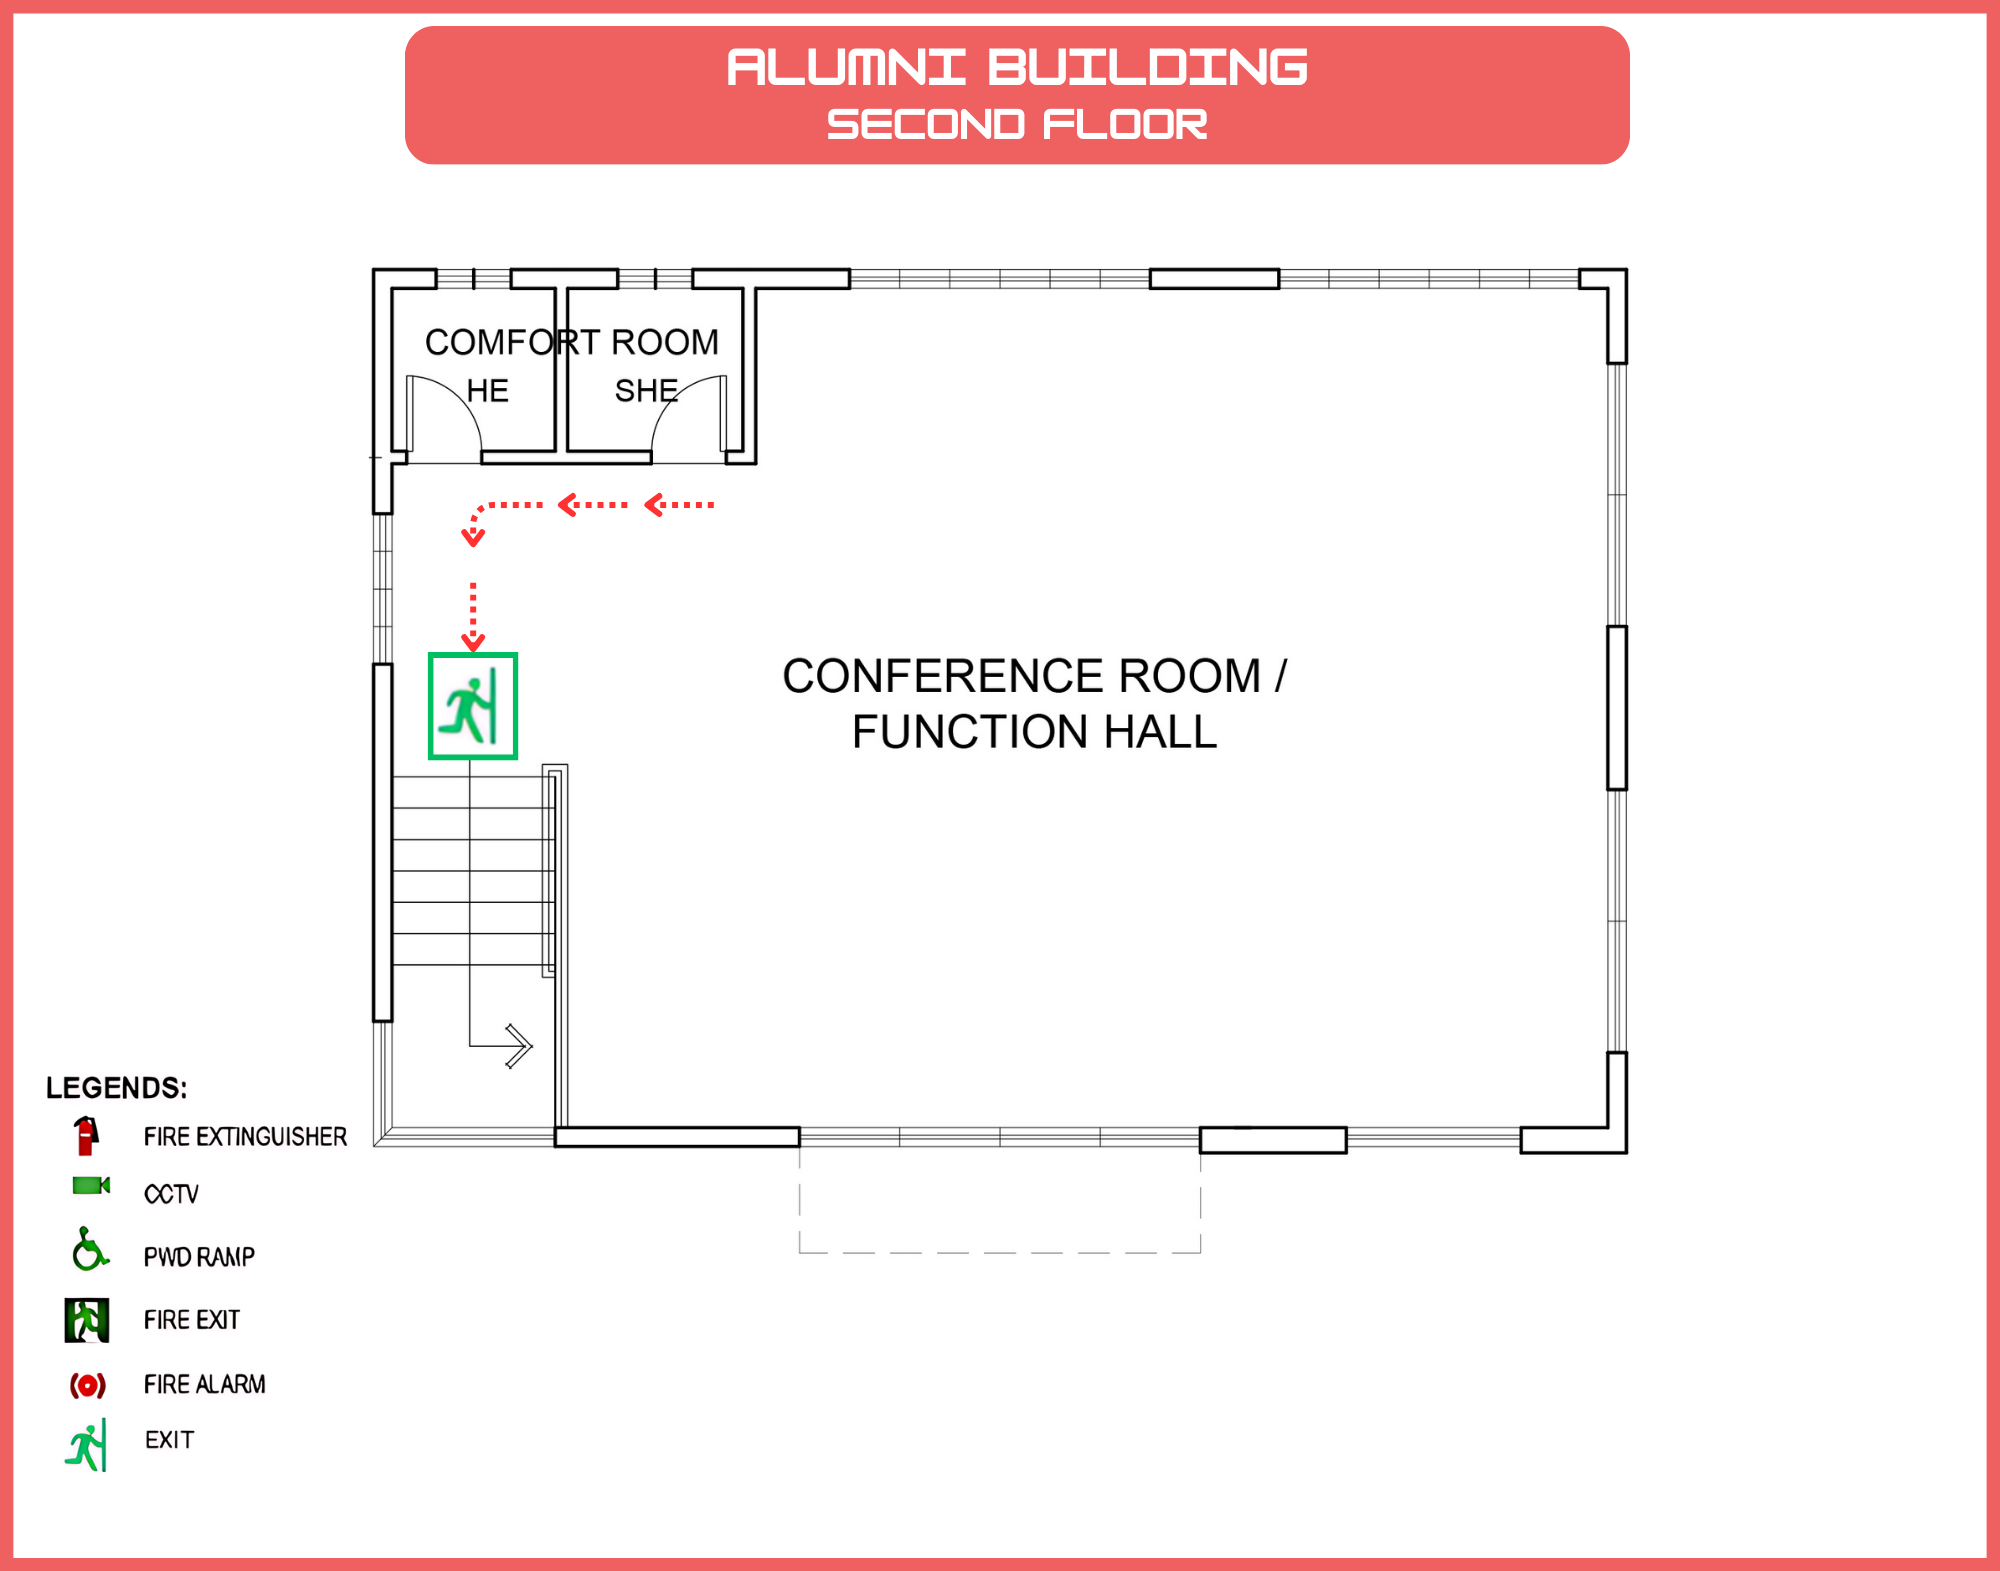 ALUMNI BUILDING
SECOND FLOOR
COMFORT ROOM
HE SHE
CONFERENCE ROOM /
FUNCTION HALL
LEGENDS:
FIRE EXTINGUISHER
CCTV
PWD RAMP
FIRE EXIT
FIRE ALARM
EXIT